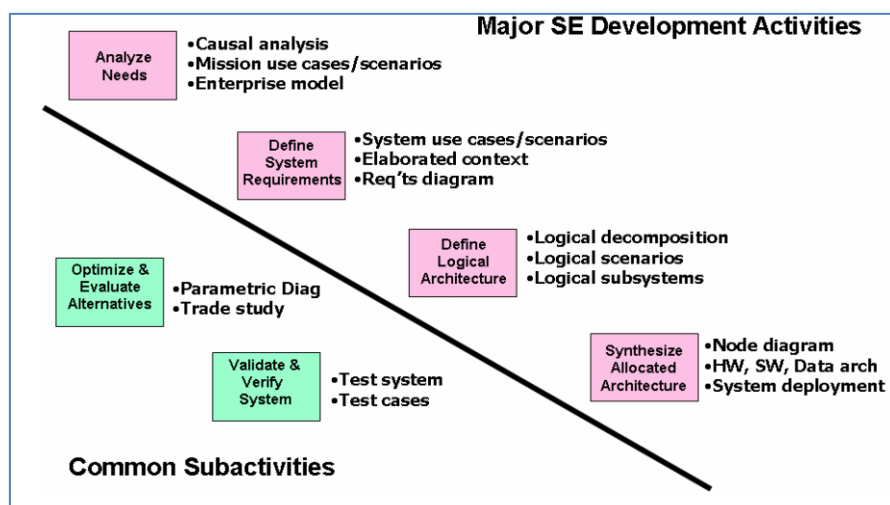 Major SE Development Activities
Analyze
Needs
•Causal analysis
•Mission use cases/scenarios
•Enterprise model
Define
System
Requirements
•System use cases/scenarios
•Elaborated context
•Req'ts diagram
Define
Logical
Architecture
•Logical decomposition
•Logical scenarios
•Logical subsystems
Optimize &
Evaluate
Alternatives
•Parametric Diag
•Trade study
Synthesize
Allocated
Architecture
•Node diagram
•HW, SW, Data arch
•System deployment
Validate &
Verify
System
•Test system
•Test cases
Common Subactivities